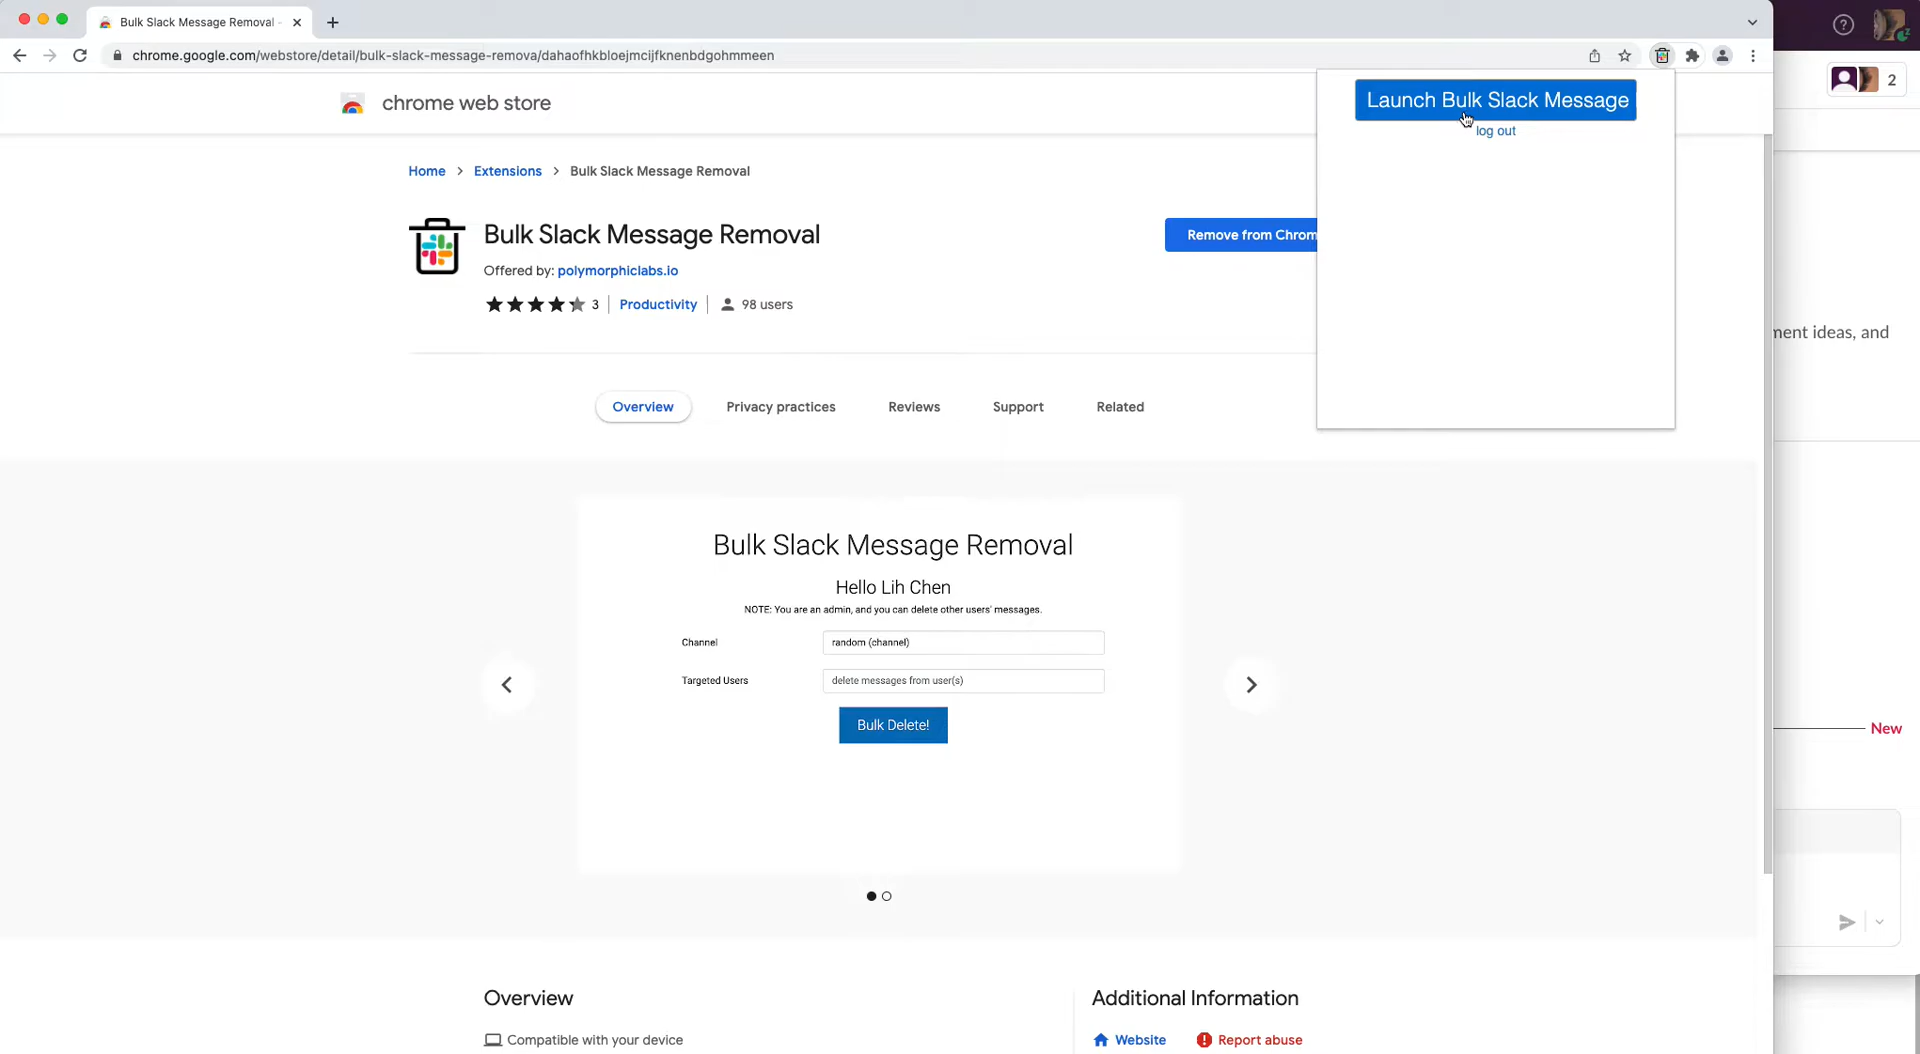 Bulk Slack Message Removal -
chrome.google.com/webstore/detail/bulk-slack-message-remova/dahaofhkbloejmcijfknenbdgohmmeen
2
chrome web store
Launch Bulk Slack Message
log out
Home > Extensions > Bulk Slack Message Removal
Bulk Slack Message Removal
Remove from Chrom
Offered by: polymorphiclabs.io
3 Productivity 98 users
ment ideas, and
Overview Privacy practices Reviews Support Related
Bulk Slack Message Removal
Hello Lih Chen
NOTE: You are an admin, and you can delete other users' messages.
Channel random (channel)
Targeted Users delete messages from user(s)
Bulk Delete!
New
Overview
Additional Information
Compatible with your device
Website Report abuse